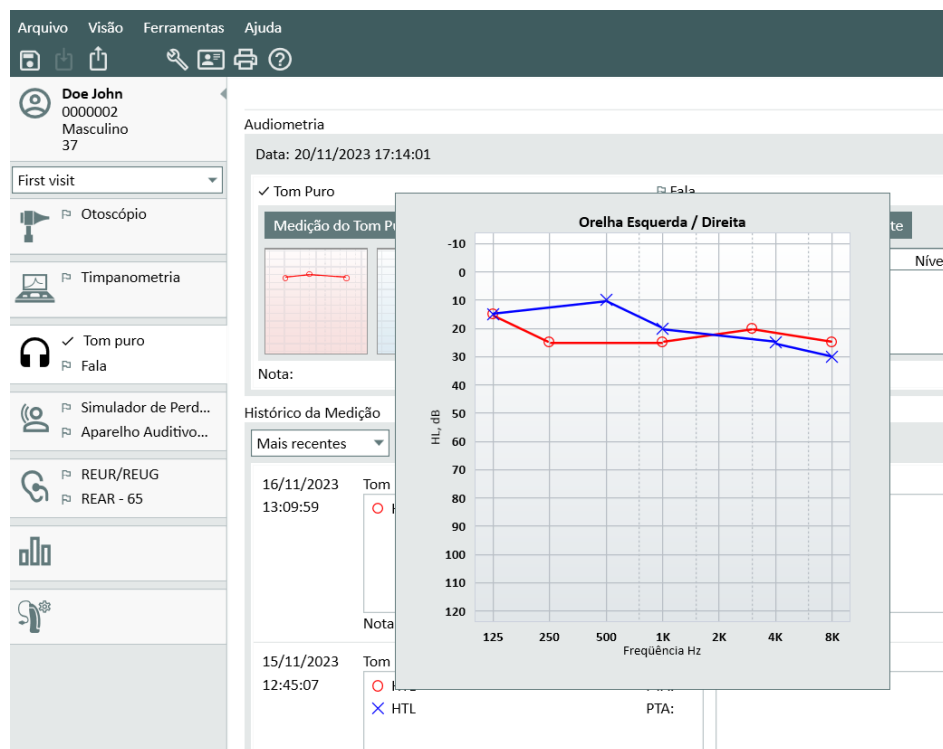 Arquivo Visão Ferramentas Ajuda
Doe John
0000002
Masculino
37
First visit
Otoscópio
Timpanometria
Tom puro
Fala
Simulador de Perd...
Aparelho Auditivo...
REUR/REUG
REAR - 65
Audiometria
Data: 20/11/2023 17:14:01
Tom Puro
Fala
Medição do Tom Pu
te
Níve
Nota:
Histórico da Medição
Mais recentes
16/11/2023 Tom
13:09:59
Nota
15/11/2023 Tom
12:45:07
HTL PTA:
HTL PTA:
Orelha Esquerda / Direita
-10
0
10
20
30
40
50
60
70
80
90
100
110
120
HL, dB
125 250 500 1K 2K 4K 8K
Freqüência Hz